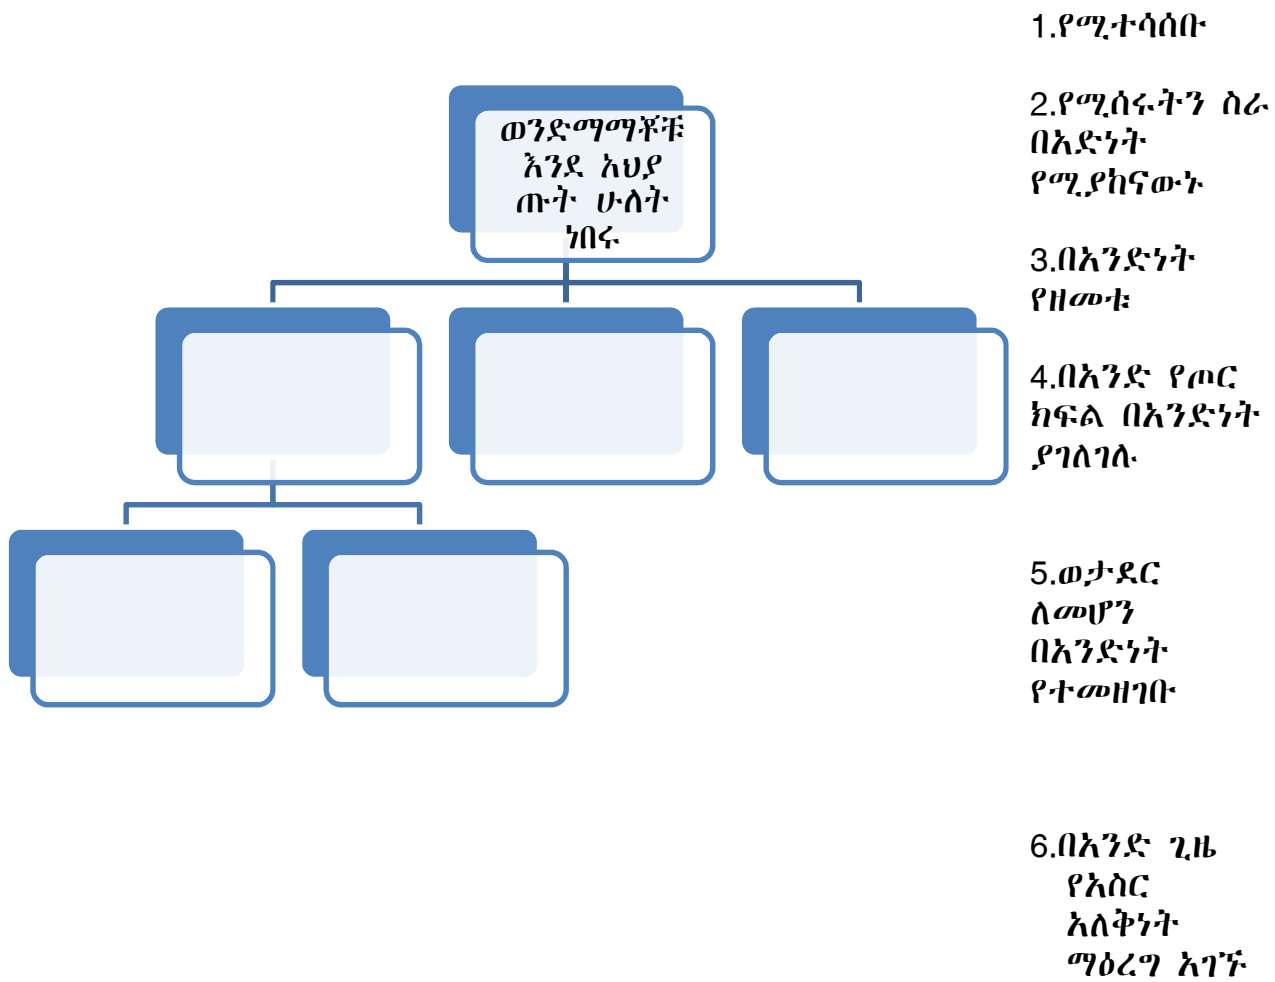 ወንድማማቾቹ
እንደ አህያ
ጡት ሁለት
ነበሩ
1.የሚተሳሰቡ
2.የሚሰሩትን ስራ
በአድነት
የሚያከናውኑ
3.በአንድነት
የዘመቱ
4.በአንድ የጦር
ክፍል በአንድነት
ያገለገሉ
5.ወታደር
ለመሆን
በአንድነት
የተመዘገቡ
6.በአንድ ጊዜ
የአስር
አለቅነት
ማዕረግ አገኙ